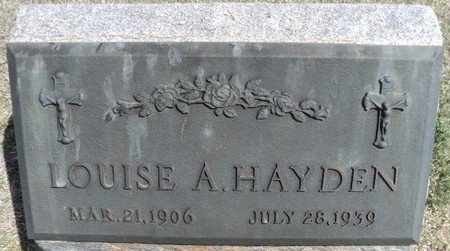 LOUISE A. HAYDEN
MAR. 21, 1906 JULY 28, 1939